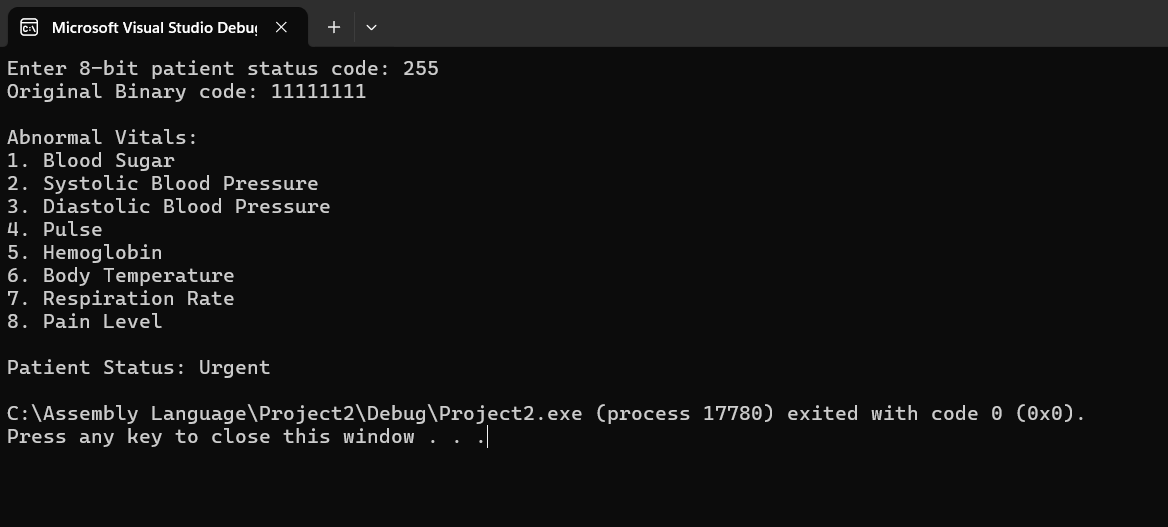 Microsoft Visual Studio Debu
Enter 8-bit patient status code: 255
Original Binary code: 11111111
Abnormal Vitals:
1. Blood Sugar
2. Systolic Blood Pressure
3. Diastolic Blood Pressure
4. Pulse
5. Hemoglobin
6. Body Temperature
7. Respiration Rate
8. Pain Level
Patient Status: Urgent
C:\Assembly Language\Project2\Debug\Project2.exe (process 17780) exited with code 0 (0x0).
Press any key to close this window . . .